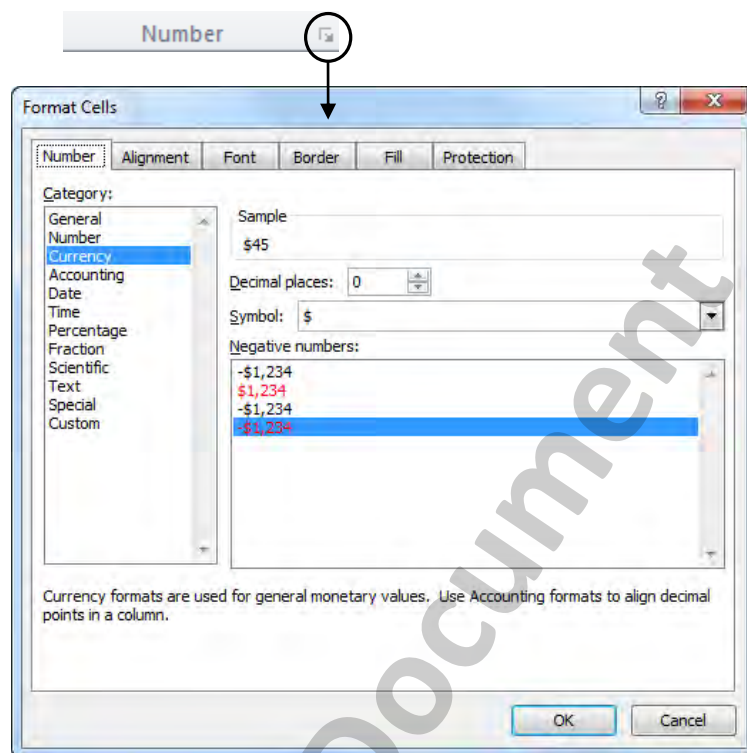 Number
Format Cells
Number Alignment Font Border Fill Protection
Category:
General
Number
Currency
Accounting
Date
Time
Percentage
Fraction
Scientific
Text
Special
Custom
Sample
$45
Decimal places: 0
Symbol: $
Negative numbers:
-$1,234
$1,234
-$1,234
-$1,234
Currency formats are used for general monetary values. Use Accounting formats to align decimal
points in a column.
OK Cancel
Document